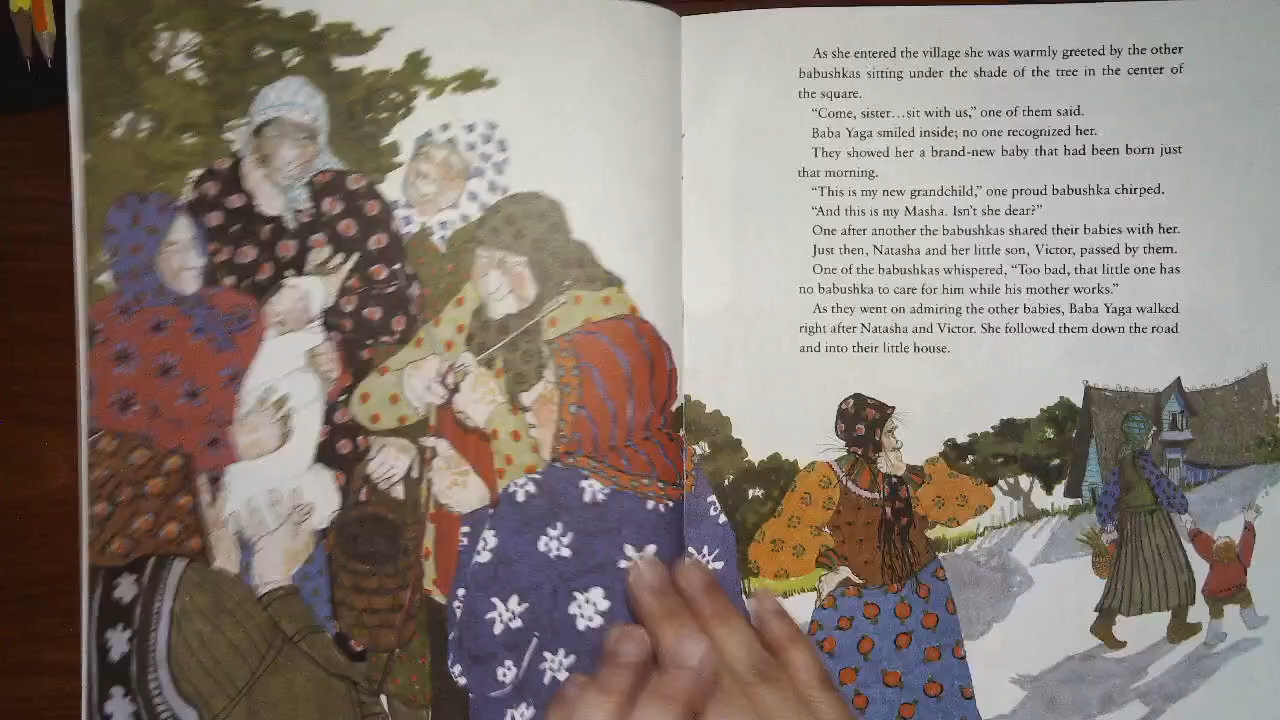 As she entered the village she was warmly greeted by the other
babushkas sitting under the shade of the tree in the center of
the square.
“Come, sister…sit with us,” one of them said.
Baba Yaga smiled inside; no one recognized her.
They showed her a brand-new baby that had been born just
that morning.
“This is my new grandchild,” one proud babushka chirped.
“And this is my Masha. Isn’t she dear?”
One after another the babushkas shared their babies with her.
Just then, Natasha and her little son, Victor, passed by them.
One of the babushkas whispered, “Too bad, that little one has
no babushka to care for him while his mother works.”
As they went on admiring the other babies, Baba Yaga walked
right after Natasha and Victor. She followed them down the road
and into their little house.